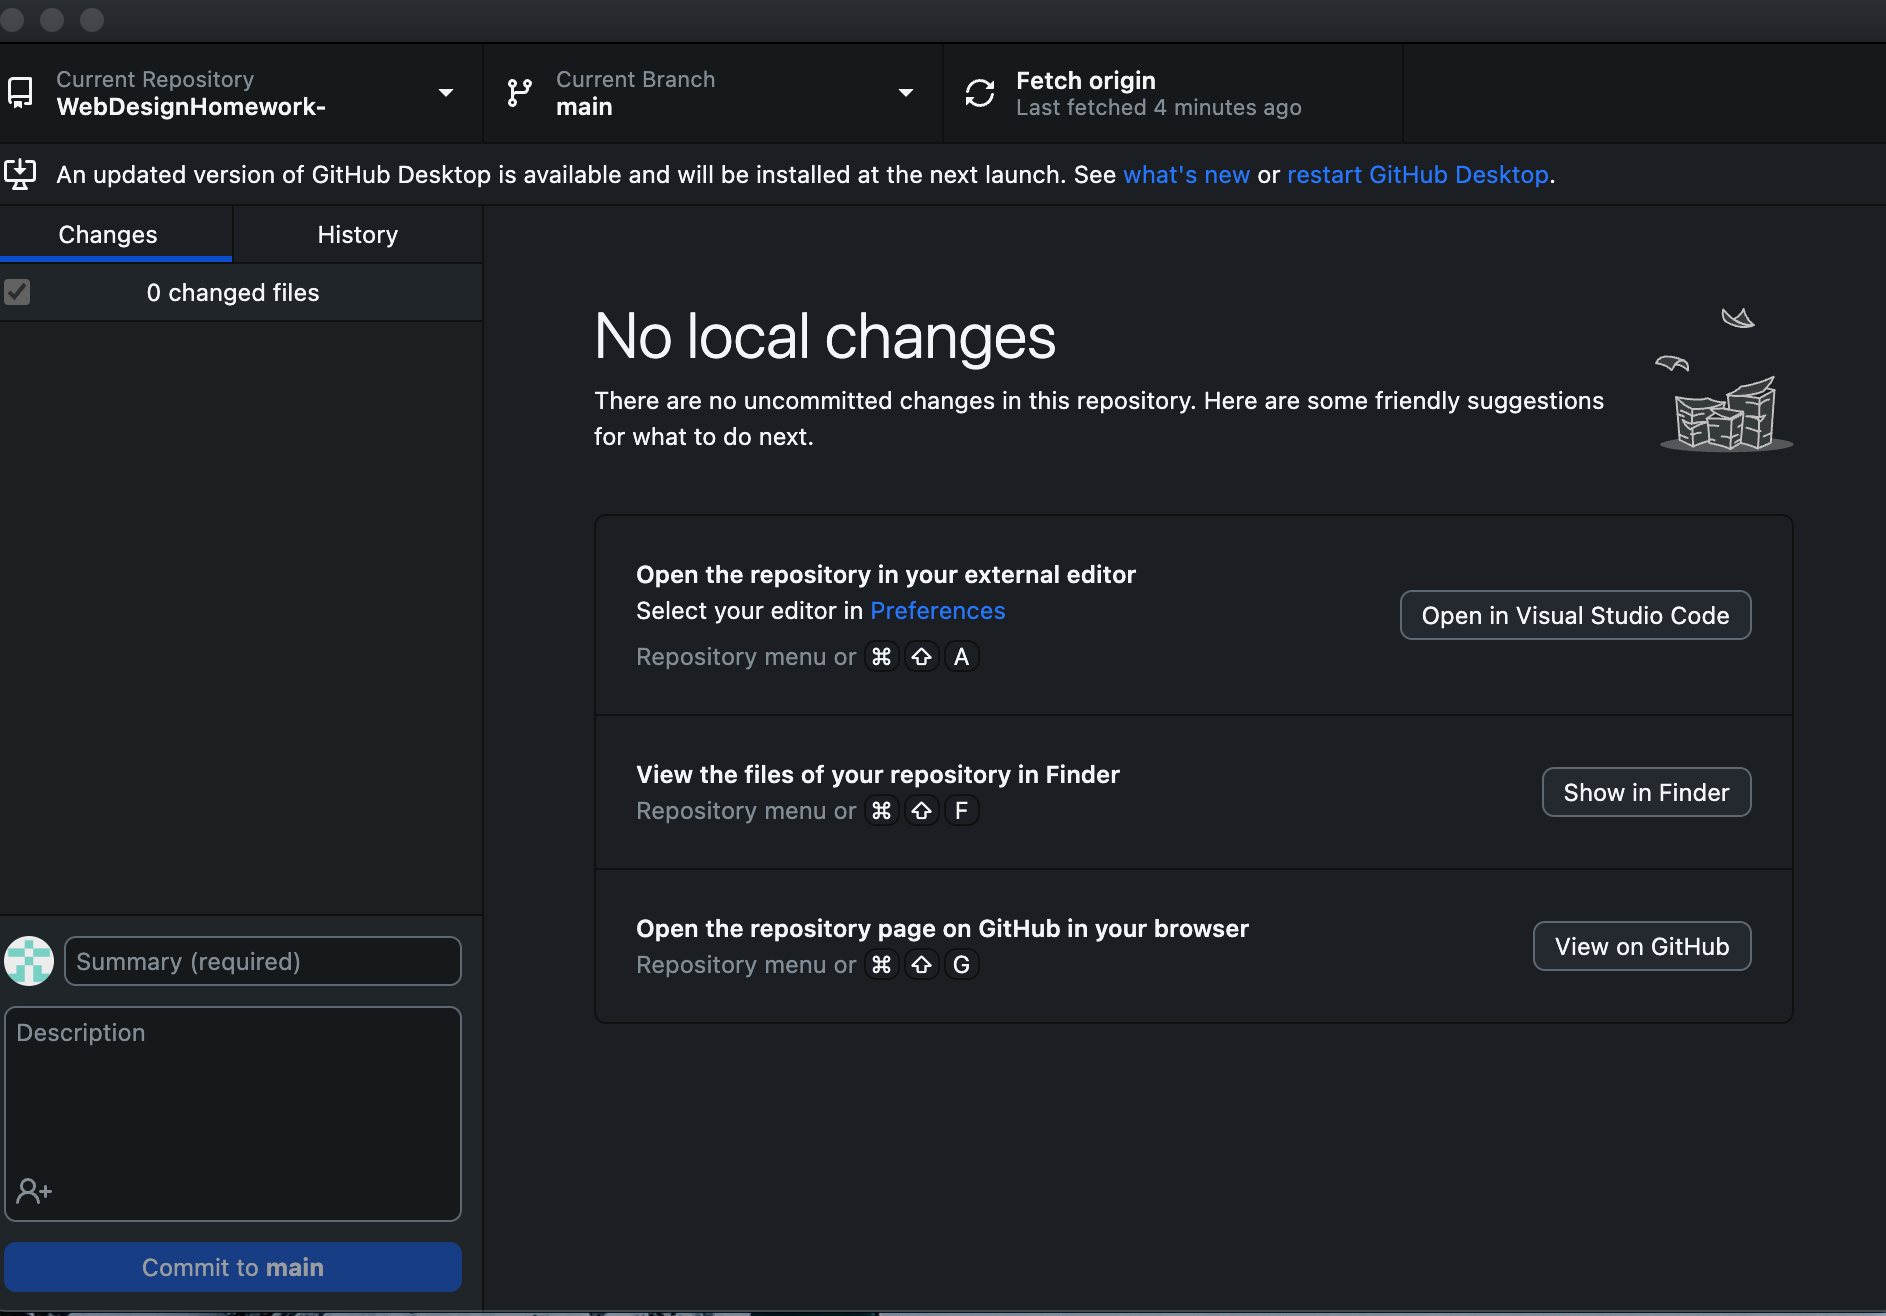 Current Repository
WebDesignHomework-
Current Branch
main
Fetch origin
Last fetched 4 minutes ago
An updated version of GitHub Desktop is available and will be installed at the next launch. See what's new or restart GitHub Desktop.
Changes
History
0 changed files
No local changes
There are no uncommitted changes in this repository. Here are some friendly suggestions
for what to do next.
Open the repository in your external editor
Select your editor in Preferences
Repository menu or ⌘ ⇧ A
Open in Visual Studio Code
View the files of your repository in Finder
Repository menu or ⌘ ⇧ F
Show in Finder
Open the repository page on GitHub in your browser
Repository menu or ⌘ ⇧ G
View on GitHub
Summary (required)
Description
Commit to main